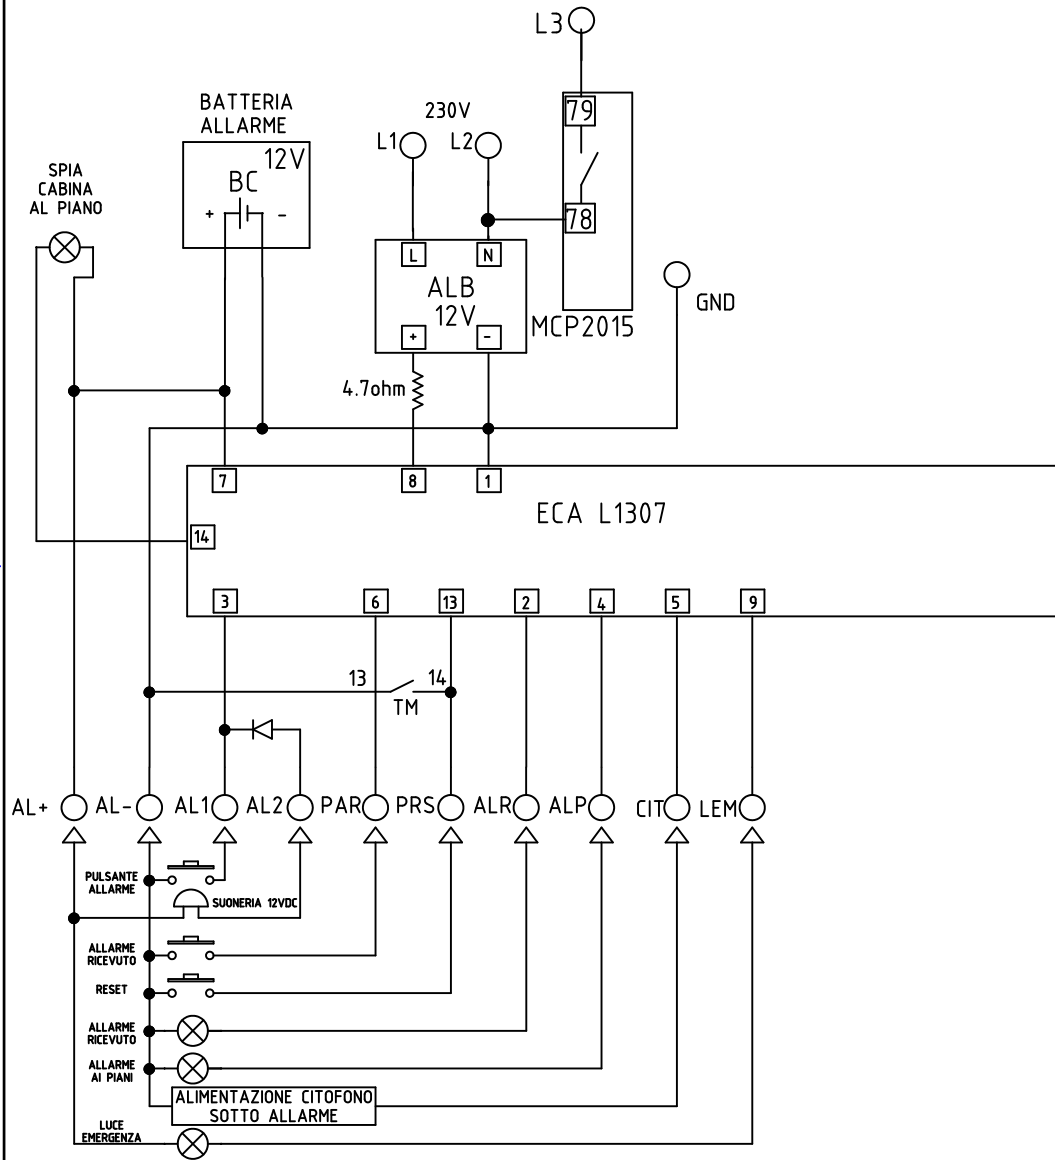 L3
79
BATTERIA
ALLARME
230V
L1
L2
12V
BC
+
-
SPIA
CABINA
AL PIANO
78
L
N
ALB
12V
+
-
MCP2015
GND
4.7ohm
7
8
1
ECA L1307
14
3
6
13
2
4
5
9
13
14
TM
AL+
AL-
AL1
AL2
PAR
PRS
ALR
ALP
CIT
LEM
PULSANTE
ALLARME
SUONERIA 12VDC
ALLARME
RICEVUTO
RESET
ALLARME
RICEVUTO
ALLARME
AI PIANI
ALIMENTAZIONE CITOFONO
SOTTO ALLARME
LUCE
EMERGENZA